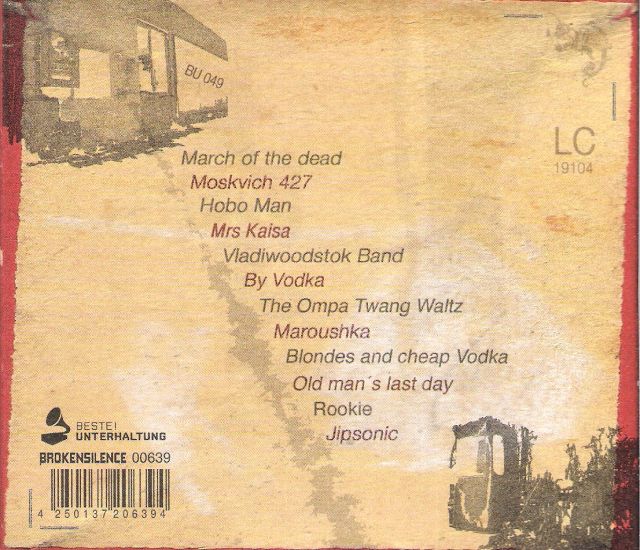 BU 049
LC
19104
March of the dead
Moskvich 427
Hobo Man
Mrs Kaisa
Vladiwoodstok Band
By Vodka
The Ompa Twang Waltz
Maroushka
Blondes and cheap Vodka
Old man´s last day
Rookie
Jipsonic
BESTE!
UNTERHALTUNG
BROKENSILENCE 00639
4 250137 206394